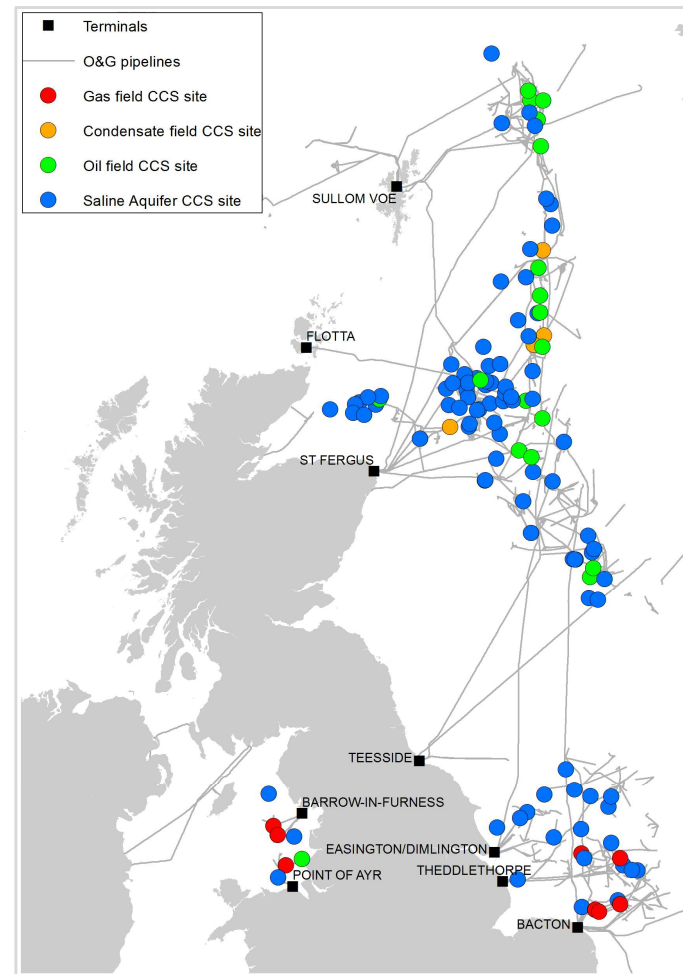 Terminals
O&G pipelines
Gas field CCS site
Condensate field CCS site
Oil field CCS site
Saline Aquifer CCS site
SULLOM VOE
FLOTTA
ST FERGUS
TEESSIDE
BARROW-IN-FURNESS
EASINGTON/DIMLINGTON
THEDDLETHORPE
POINT OF AYR
BACTON